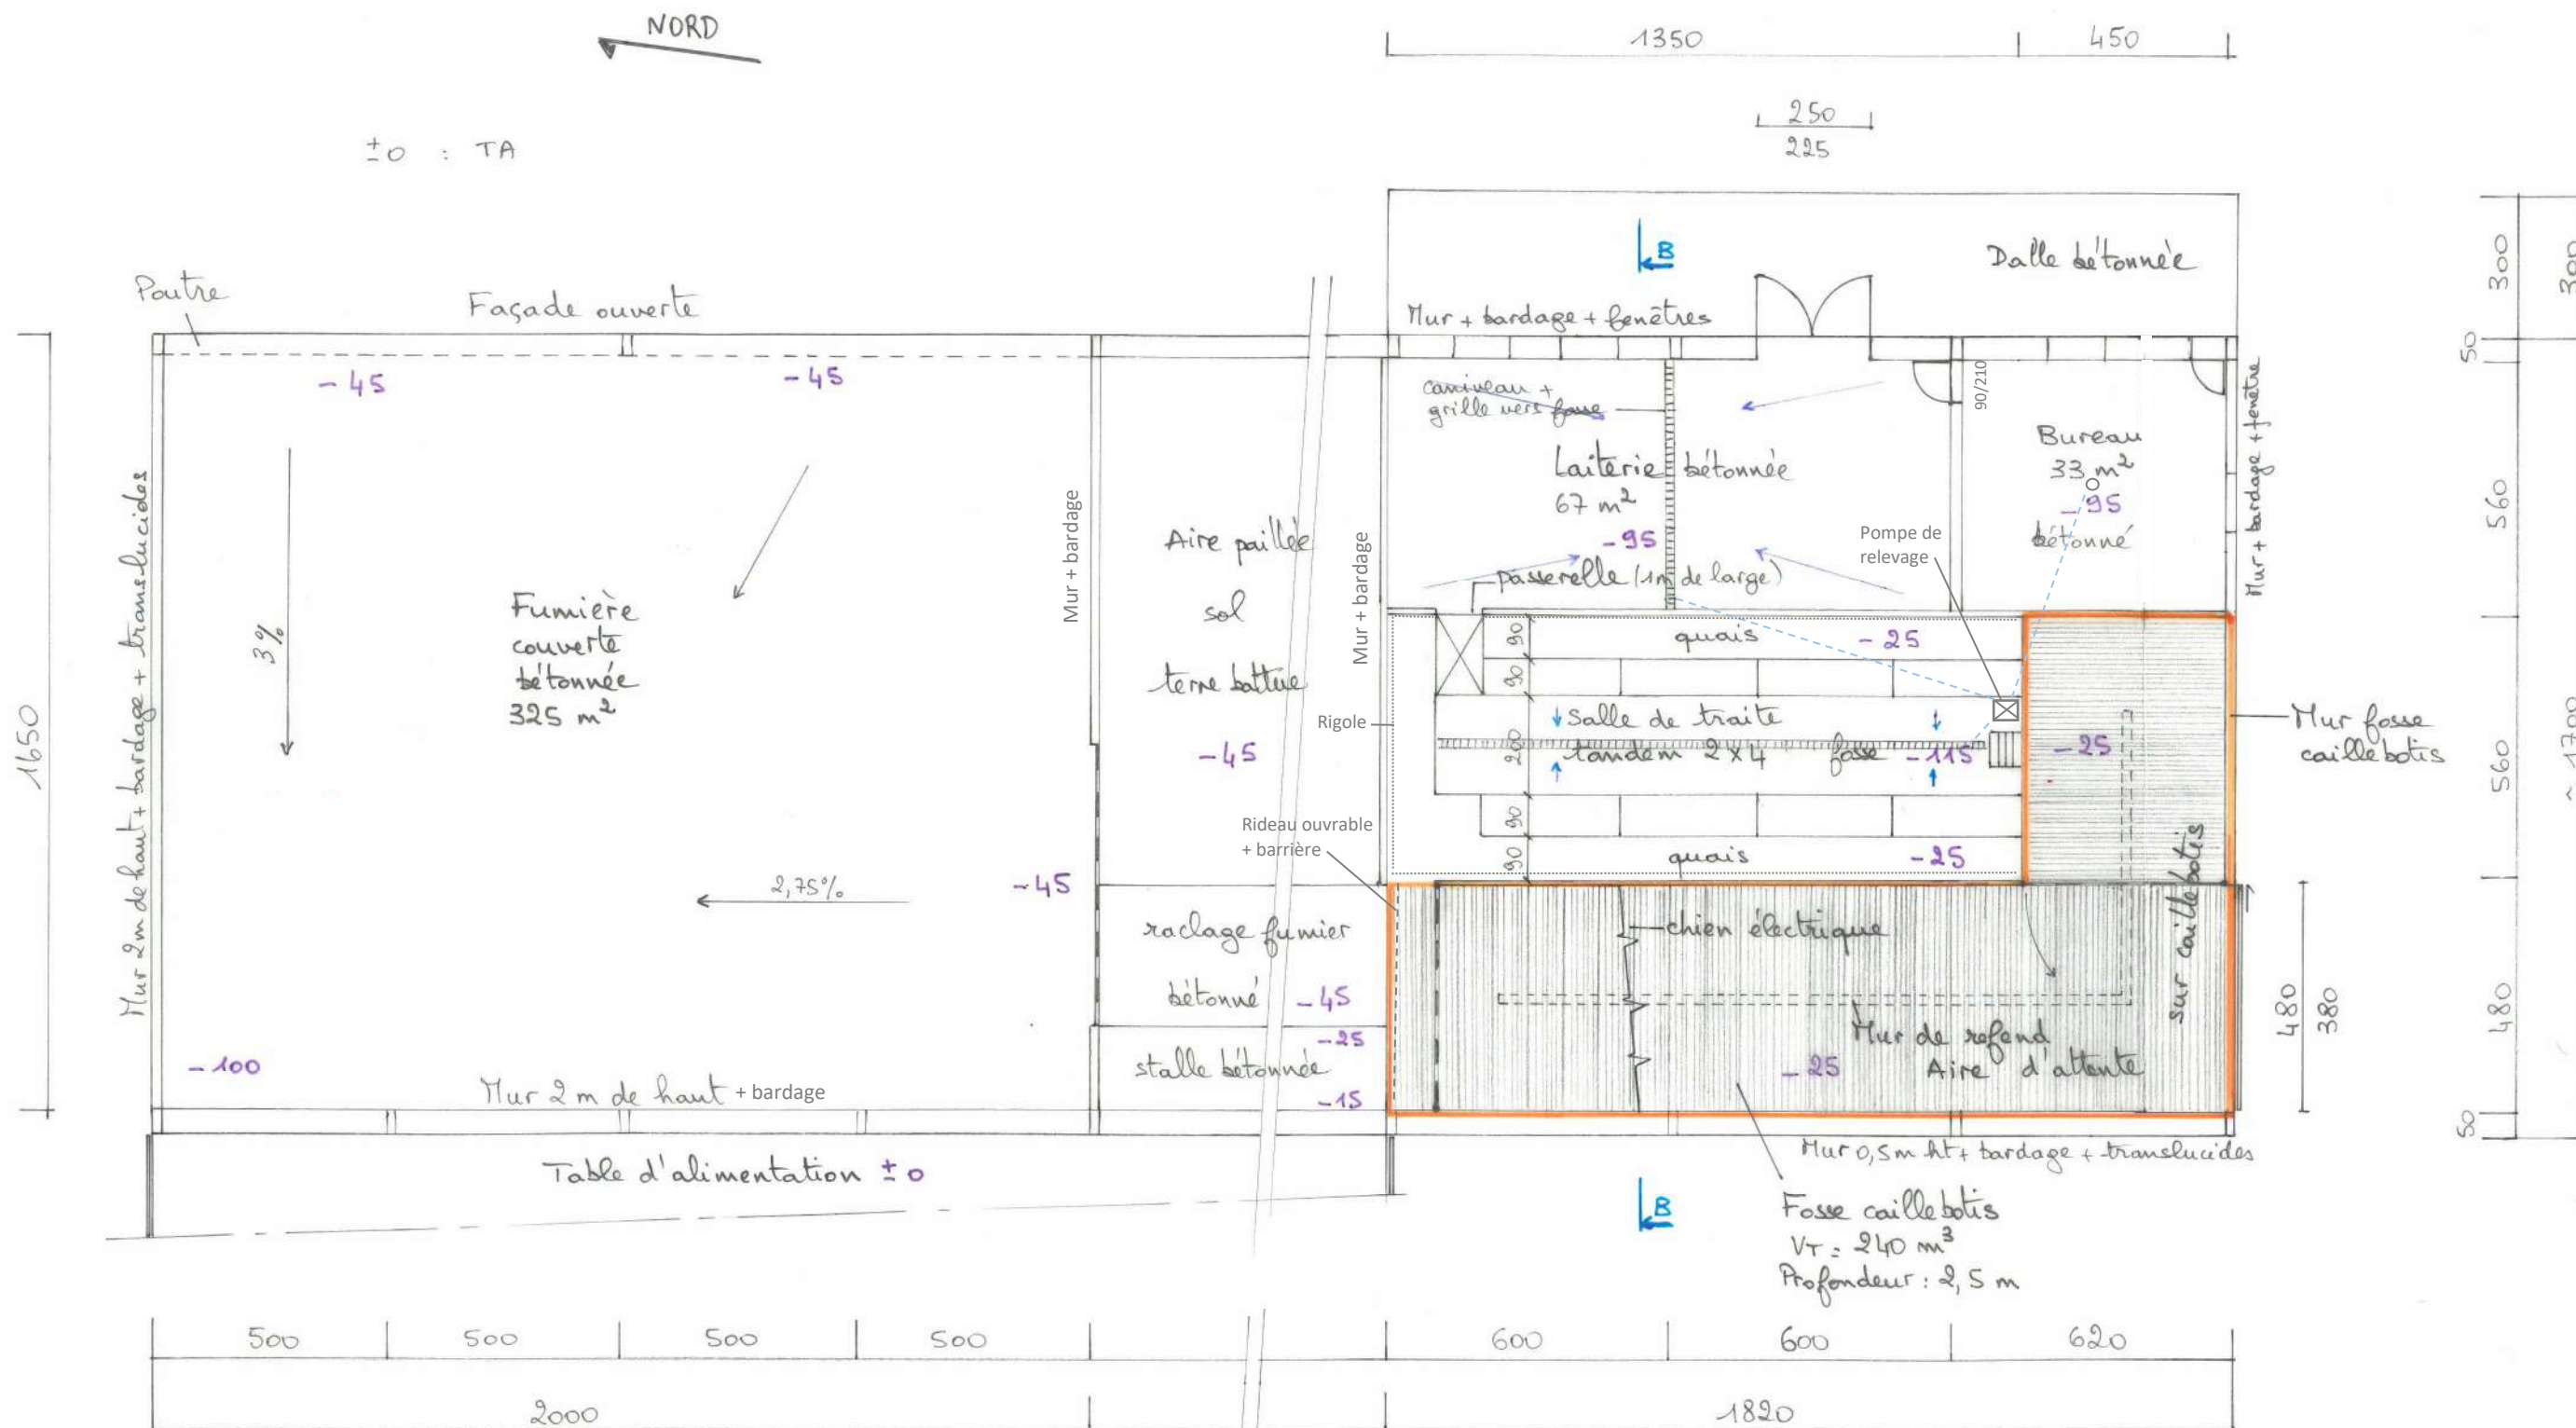 NORD
1350
450
250
225
±0 : TA
Poutre
Façade ouverte
B
Dalle bétonnée
Mur + bardage + fenêtres
300
300
50
- 45
- 45
caniveau +
grille vers fosse
90/210
Mur + bardage + fenêtre
Bureau
33 m²
- 95
bétonné
Laiterie bétonnée
67 m²
- 95
Mur 2m de haut + bardage + translucides
Mur + bardage
Aire paillée
sol
terre battue
- 45
Mur + bardage
Pompe de
relevage
passerelle (1m de large)
560
3%
Fumière
couverte
bétonnée
325 m²
1650
90
quais
- 25
90
Rigole
Salle de traite
200
tandem 2 x 4
fosse
- 115
- 25
Mur fosse
caillebotis
560
~ 1700
90
Rideau ouvrable
+ barrière
90
quais
- 25
sur caillebotis
2,75%
- 45
raclage fumier
bétonné
- 45
chien électrique
Mur de refend
- 25
Aire d'attente
480
380
480
- 25
stalle bétonnée
- 15
- 100
Mur 2 m de haut + bardage
50
Table d'alimentation ± 0
Mur 0,5m ht + bardage + translucides
B
Fosse caillebotis
VT = 240 m³
Profondeur : 2,5 m
500
500
500
500
600
600
620
2000
1820